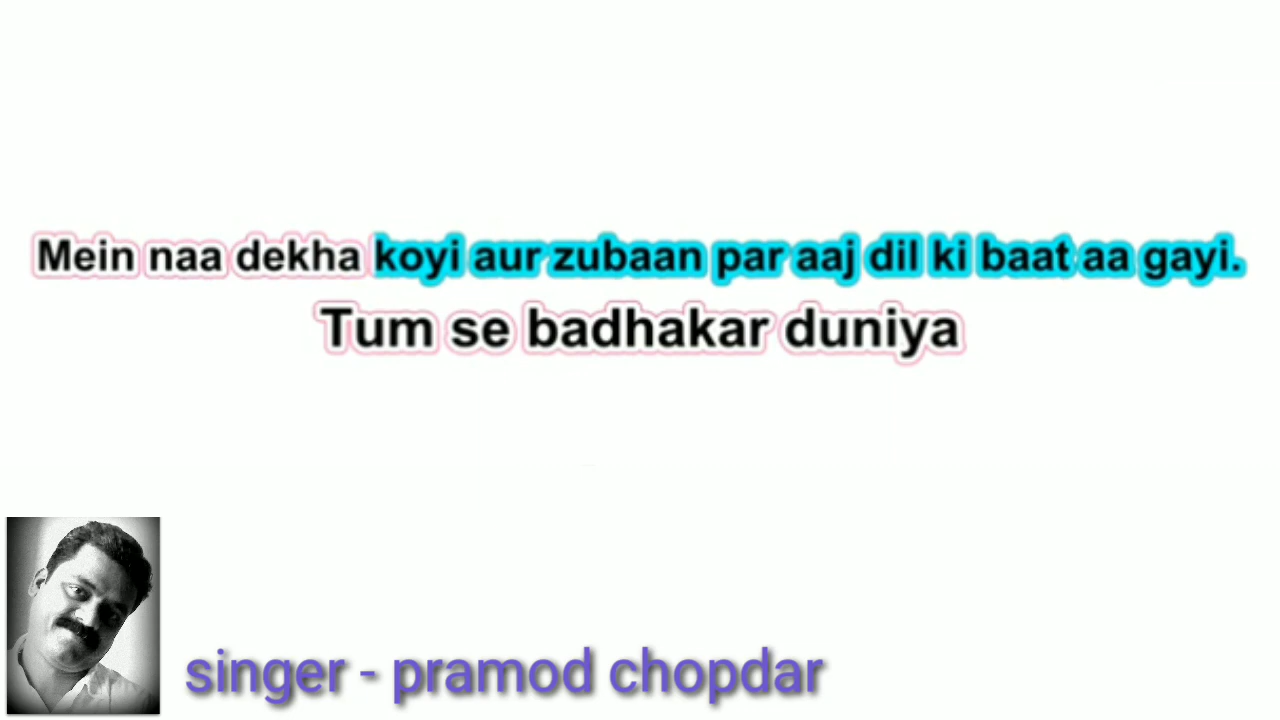 Mein naa dekha koyi aur zubaan par aaj dil ki baat aa gayi.
Tum se badhakar duniya
singer - pramod chopdar